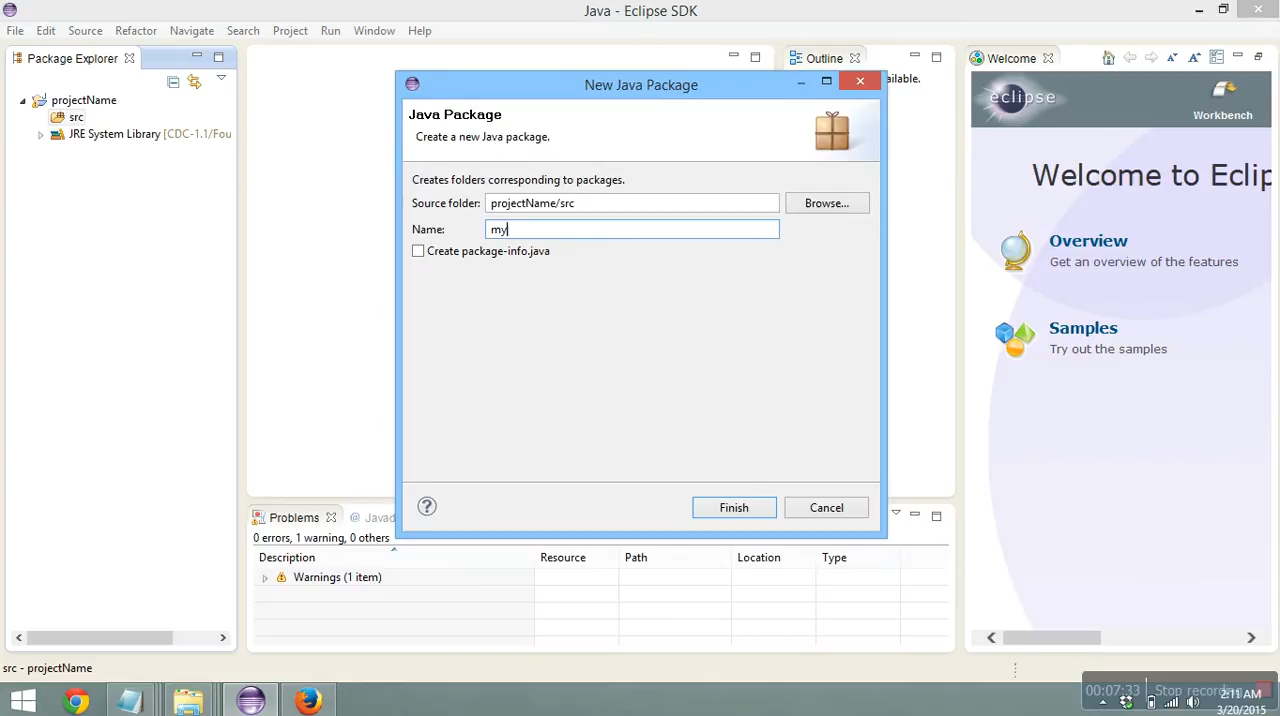 Java - Eclipse SDK
File Edit Source Refactor Navigate Search Project Run Window Help
Package Explorer
projectName
src
JRE System Library [CDC-1.1/Fou
Outline
ailable.
New Java Package
Java Package
Create a new Java package.
Creates folders corresponding to packages.
Source folder: projectName/src Browse...
Name: my
Create package-info.java
? Finish Cancel
Welcome
eclipse
Workbench
Welcome to Eclip
Overview
Get an overview of the features
Samples
Try out the samples
Problems @ Javad
0 errors, 1 warning, 0 others
Description Resource Path Location Type
Warnings (1 item)
src - projectName
00:07:33 Stop recording
2:11 AM
3/20/2015